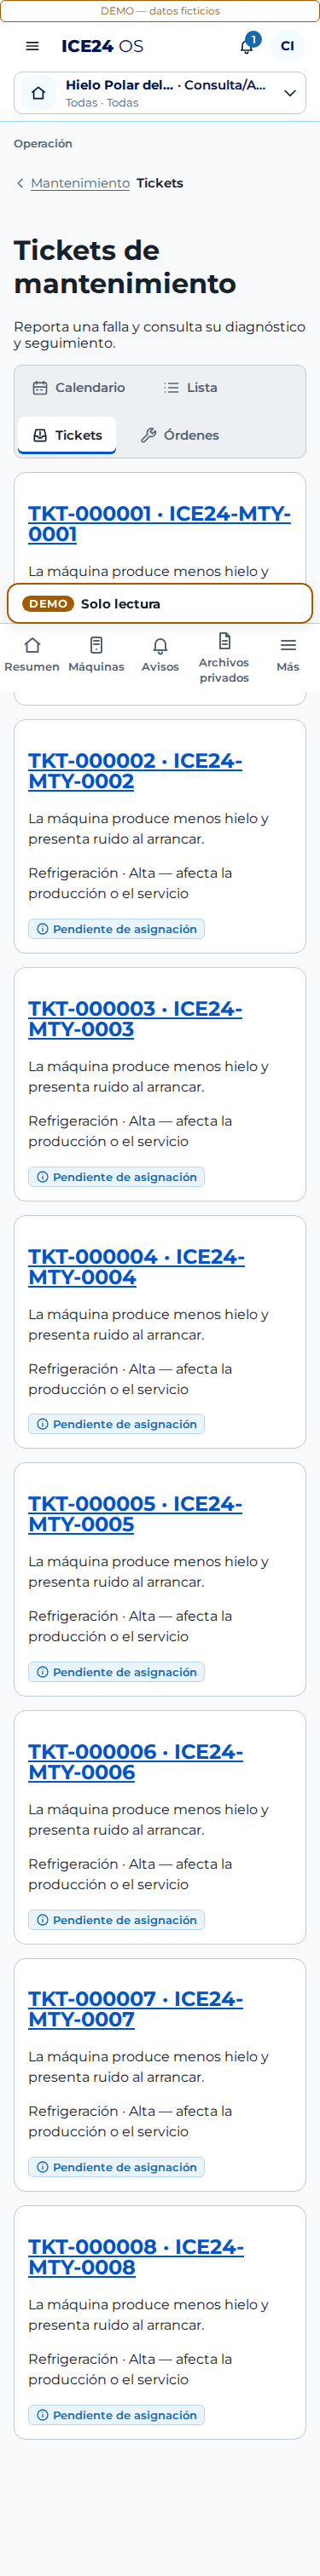 DEMO — datos ficticios
ICE24 OS
1
CI
Hielo Polar del... · Consulta/A...
Todas · Todas
Operación
Mantenimiento Tickets
Tickets de
mantenimiento
Reporta una falla y consulta su diagnóstico
y seguimiento.
Calendario Lista
Tickets Órdenes
TKT-000001 · ICE24-MTY-
0001
La máquina produce menos hielo y
DEMO Solo lectura
Resumen Máquinas Avisos Archivos
privados Más
TKT-000002 · ICE24-
MTY-0002
La máquina produce menos hielo y
presenta ruido al arrancar.
Refrigeración · Alta — afecta la
producción o el servicio
Pendiente de asignación
TKT-000003 · ICE24-
MTY-0003
La máquina produce menos hielo y
presenta ruido al arrancar.
Refrigeración · Alta — afecta la
producción o el servicio
Pendiente de asignación
TKT-000004 · ICE24-
MTY-0004
La máquina produce menos hielo y
presenta ruido al arrancar.
Refrigeración · Alta — afecta la
producción o el servicio
Pendiente de asignación
TKT-000005 · ICE24-
MTY-0005
La máquina produce menos hielo y
presenta ruido al arrancar.
Refrigeración · Alta — afecta la
producción o el servicio
Pendiente de asignación
TKT-000006 · ICE24-
MTY-0006
La máquina produce menos hielo y
presenta ruido al arrancar.
Refrigeración · Alta — afecta la
producción o el servicio
Pendiente de asignación
TKT-000007 · ICE24-
MTY-0007
La máquina produce menos hielo y
presenta ruido al arrancar.
Refrigeración · Alta — afecta la
producción o el servicio
Pendiente de asignación
TKT-000008 · ICE24-
MTY-0008
La máquina produce menos hielo y
presenta ruido al arrancar.
Refrigeración · Alta — afecta la
producción o el servicio
Pendiente de asignación